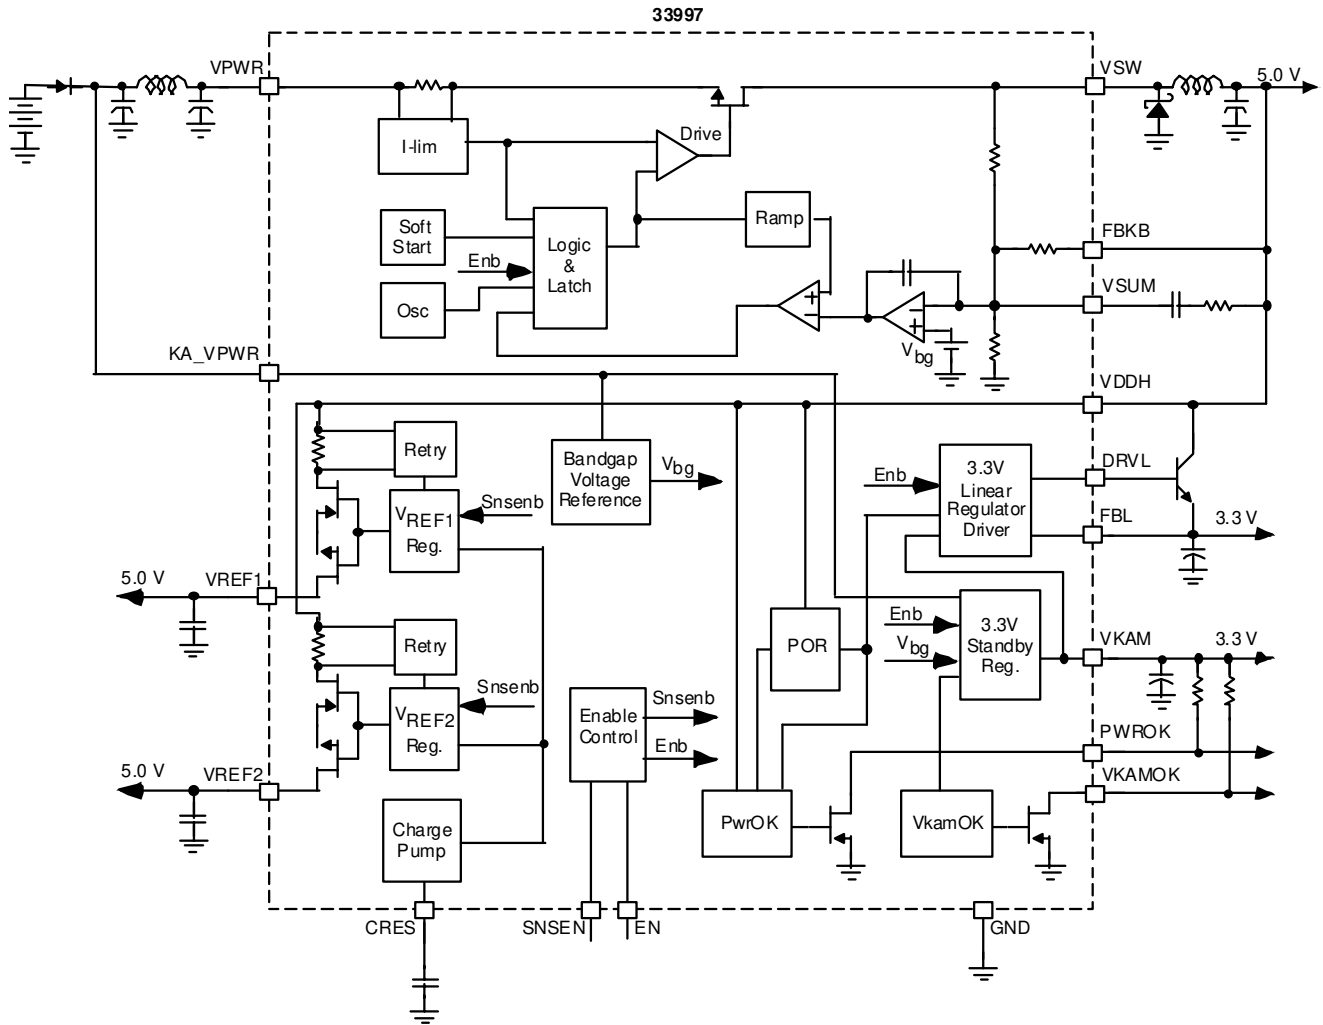 33997
VPWR
VSW
5.0 V
I-lim
Drive
Soft
Start
Logic
&
Latch
Ramp
FBKB
Enb
VSUM
Osc
+
−
−
+
Vbg
KA_VPWR
VDDH
Retry
Bandgap
Voltage
Reference
Vbg
Enb
3.3V
Linear
Regulator
Driver
DRVL
Snsenb
VREF1
Reg.
FBL
3.3 V
5.0 V
VREF1
Retry
POR
Enb
Vbg
3.3V
Standby
Reg.
VKAM
3.3 V
Snsenb
VREF2
Reg.
Enable
Control
Snsenb
Enb
PWROK
5.0 V
VREF2
VKAMOK
Charge
Pump
PwrOK
VkamOK
CRES
SNSEN
EN
GND